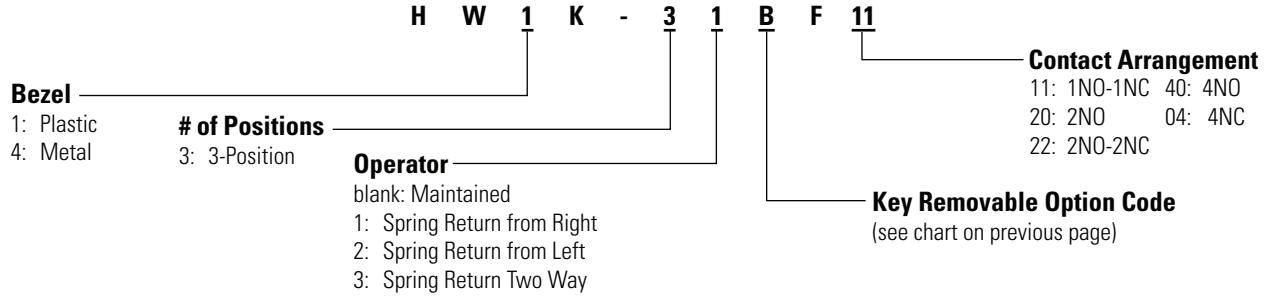 H W 1 K - 3 1 B F 11
Bezel
1: Plastic
4: Metal
# of Positions
3: 3-Position
Operator
blank: Maintained
1: Spring Return from Right
2: Spring Return from Left
3: Spring Return Two Way
Key Removable Option Code
(see chart on previous page)
Contact Arrangement
11: 1NO-1NC 40: 4NO
20: 2NO 04: 4NC
22: 2NO-2NC